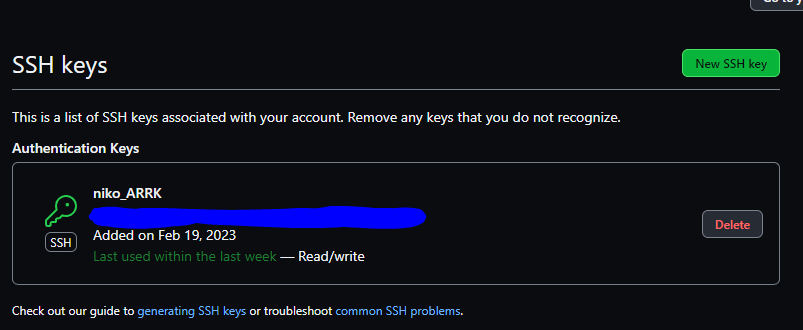 SSH keys
New SSH key
This is a list of SSH keys associated with your account. Remove any keys that you do not recognize.
Authentication Keys
niko_ARRK
SSH
Added on Feb 19, 2023
Last used within the last week — Read/write
Delete
Check out our guide to generating SSH keys or troubleshoot common SSH problems.